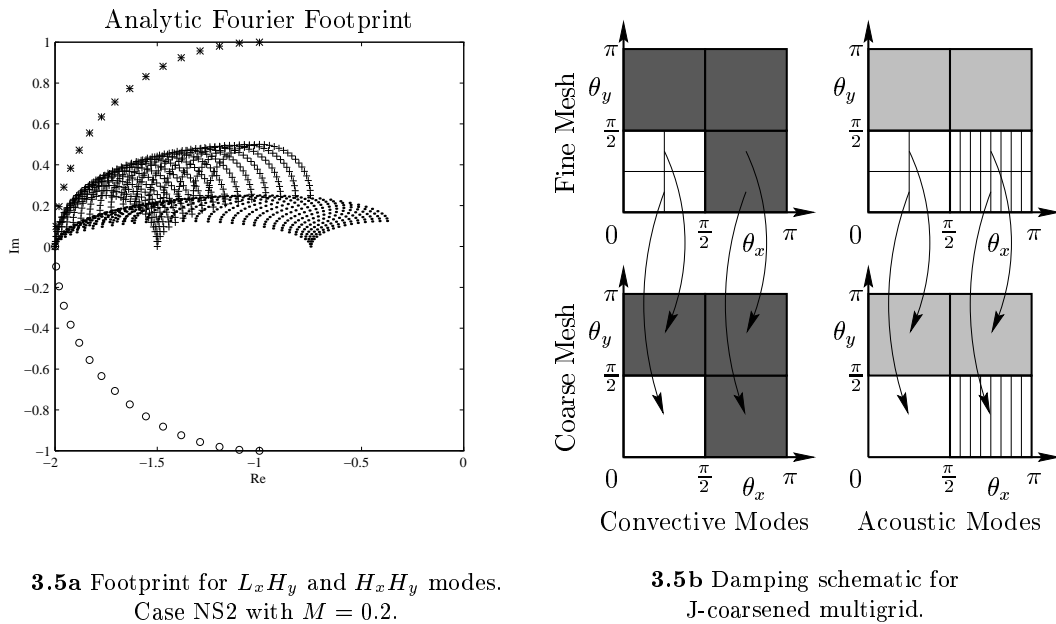 Analytic Fourier Footprint
1
0.8
0.6
0.4
0.2
0
−0.2
−0.4
−0.6
−0.8
−1
Im
−2
−1.5
−1
−0.5
0
Re
3.5a Footprint for LxHy and HxHy modes.
Case NS2 with M = 0.2.
Fine Mesh
π
θy
π/2
0
π/2
θx
π
π
θy
π/2
0
π/2
θx
π
Coarse Mesh
π
θy
π/2
0
π/2
θx
π
π
θy
π/2
0
π/2
θx
π
Convective Modes
Acoustic Modes
3.5b Damping schematic for
J-coarsened multigrid.